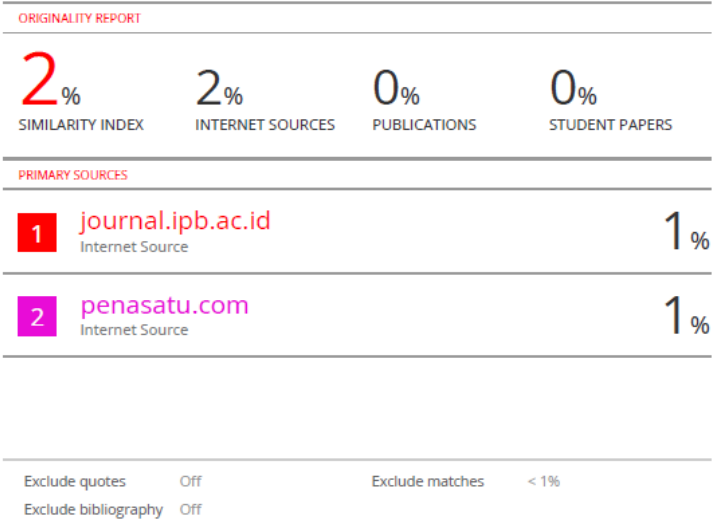 ORIGINALITY REPORT
2% 2% 0% 0%
SIMILARITY INDEX INTERNET SOURCES PUBLICATIONS STUDENT PAPERS
PRIMARY SOURCES
1 journal.ipb.ac.id 1%
Internet Source
2 penasatu.com 1%
Internet Source
Exclude quotes Off Exclude matches < 1%
Exclude bibliography Off